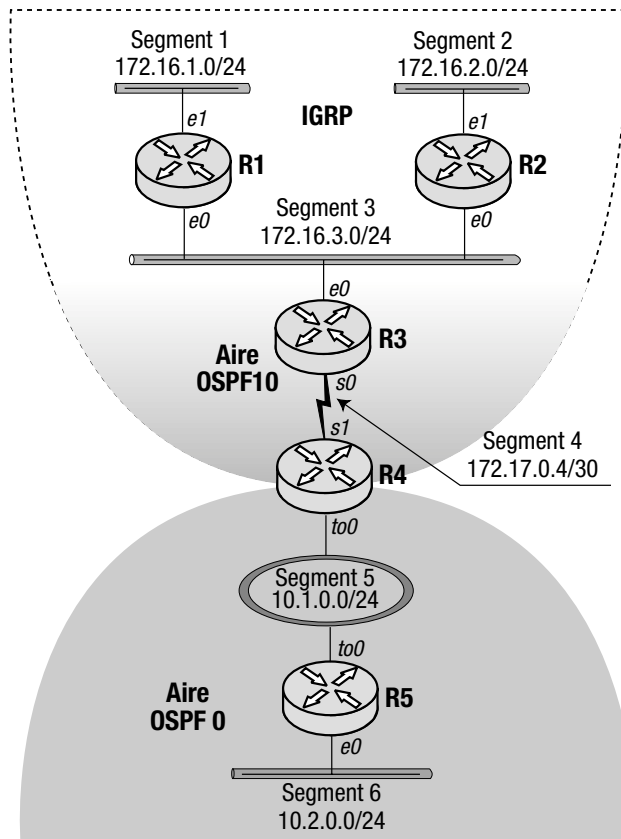 Segment 1
172.16.1.0/24
Segment 2
172.16.2.0/24
e1
IGRP
e1
R1
R2
e0
Segment 3
172.16.3.0/24
e0
e0
R3
Aire
OSPF10
s0
s1
Segment 4
172.17.0.4/30
R4
to0
Segment 5
10.1.0.0/24
to0
Aire
OSPF 0
R5
e0
Segment 6
10.2.0.0/24